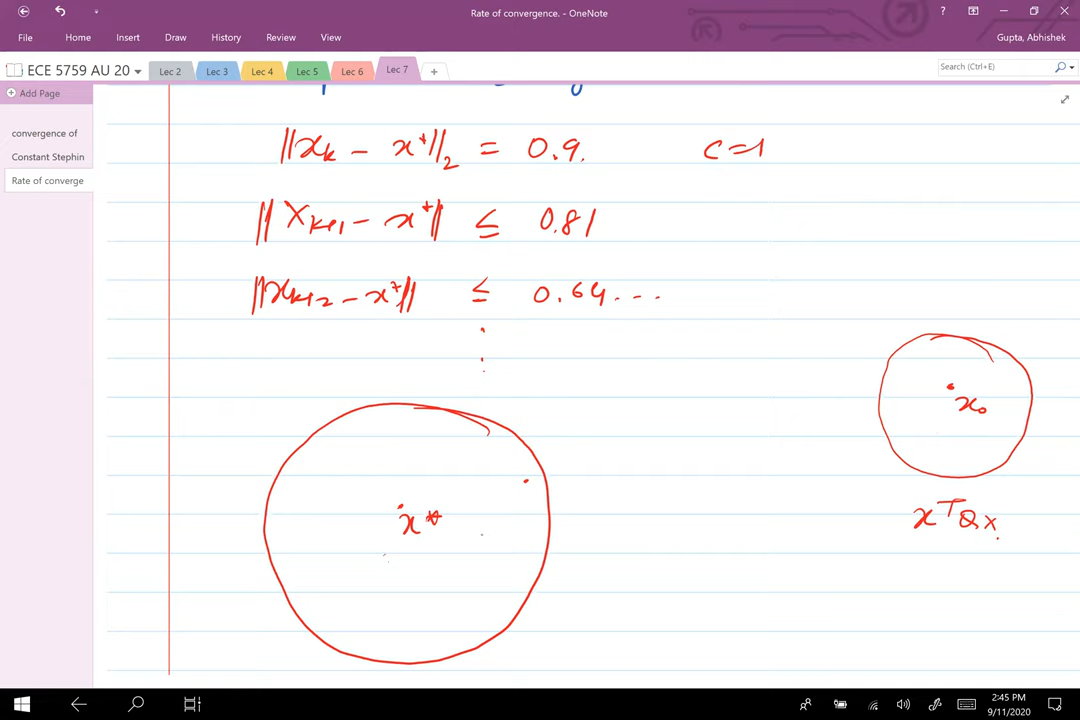 Rate of convergence. - OneNote
?
File Home Insert Draw History Review View
Gupta, Abhishek
ECE 5759 AU 20 Lec 2 Lec 3 Lec 4 Lec 5 Lec 6 Lec 7 +
Search (Ctrl+E)
Add Page
convergence of
Constant Stephin
Rate of converge
||x_k - x*||_2 = 0.9. c=1
||x_{k+1} - x*|| ≤ 0.81
||x_{k+2} - x*|| ≤ 0.64...
x_0
x*
x^T Q x
2:45 PM
9/11/2020